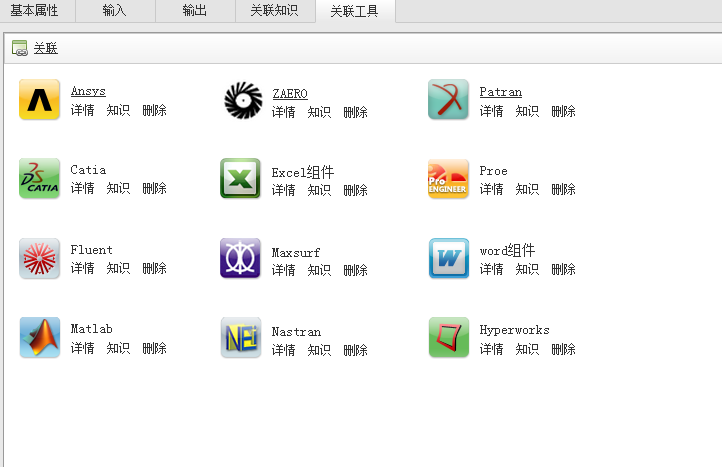 基本属性 输入 输出 关联知识 关联工具
关联
Ansys ZAERO Patran
详情 知识 删除 详情 知识 删除 详情 知识 删除
Catia Excel组件 Proe
详情 知识 删除 详情 知识 删除 详情 知识 删除
CATIA
Pro ENGINEER
Fluent Maxsurf word组件
详情 知识 删除 详情 知识 删除 详情 知识 删除
Matlab Nastran Hyperworks
详情 知识 删除 详情 知识 删除 详情 知识 删除